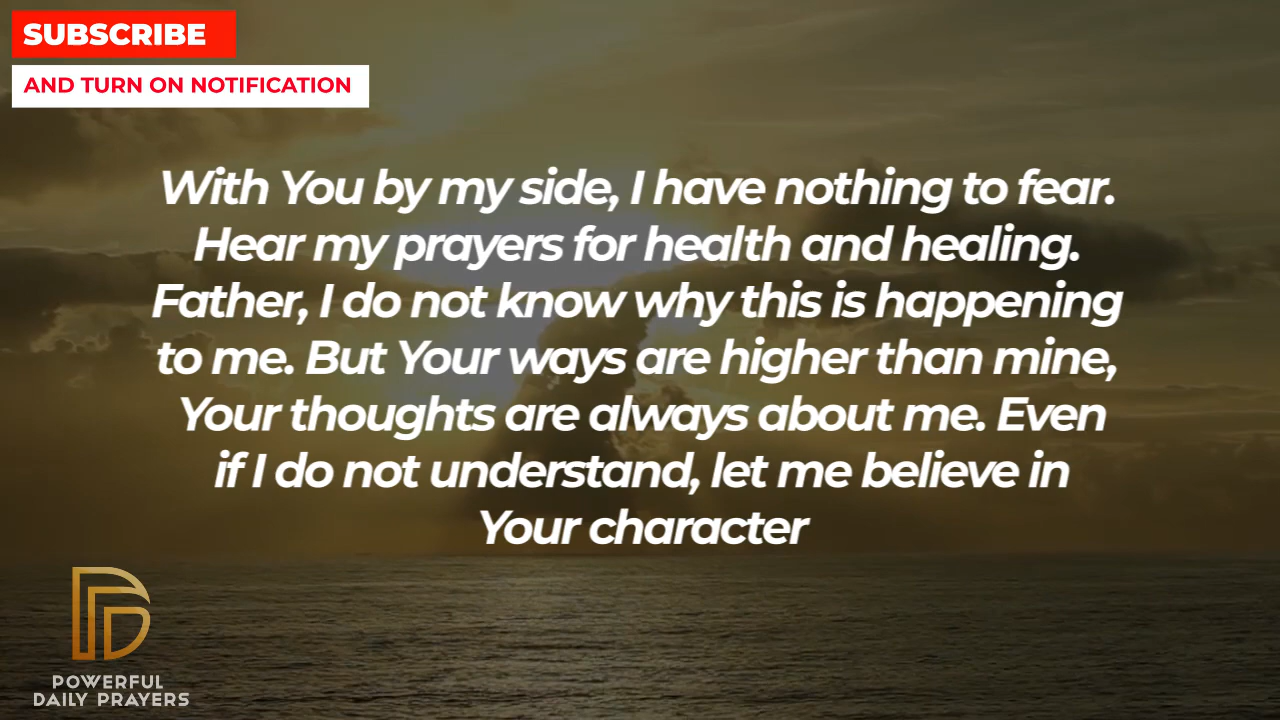 SUBSCRIBE
AND TURN ON NOTIFICATION
With You by my side, I have nothing to fear.
Hear my prayers for health and healing.
Father, I do not know why this is happening
to me. But Your ways are higher than mine,
Your thoughts are always about me. Even
if I do not understand, let me believe in
Your character
POWERFUL
DAILY PRAYERS